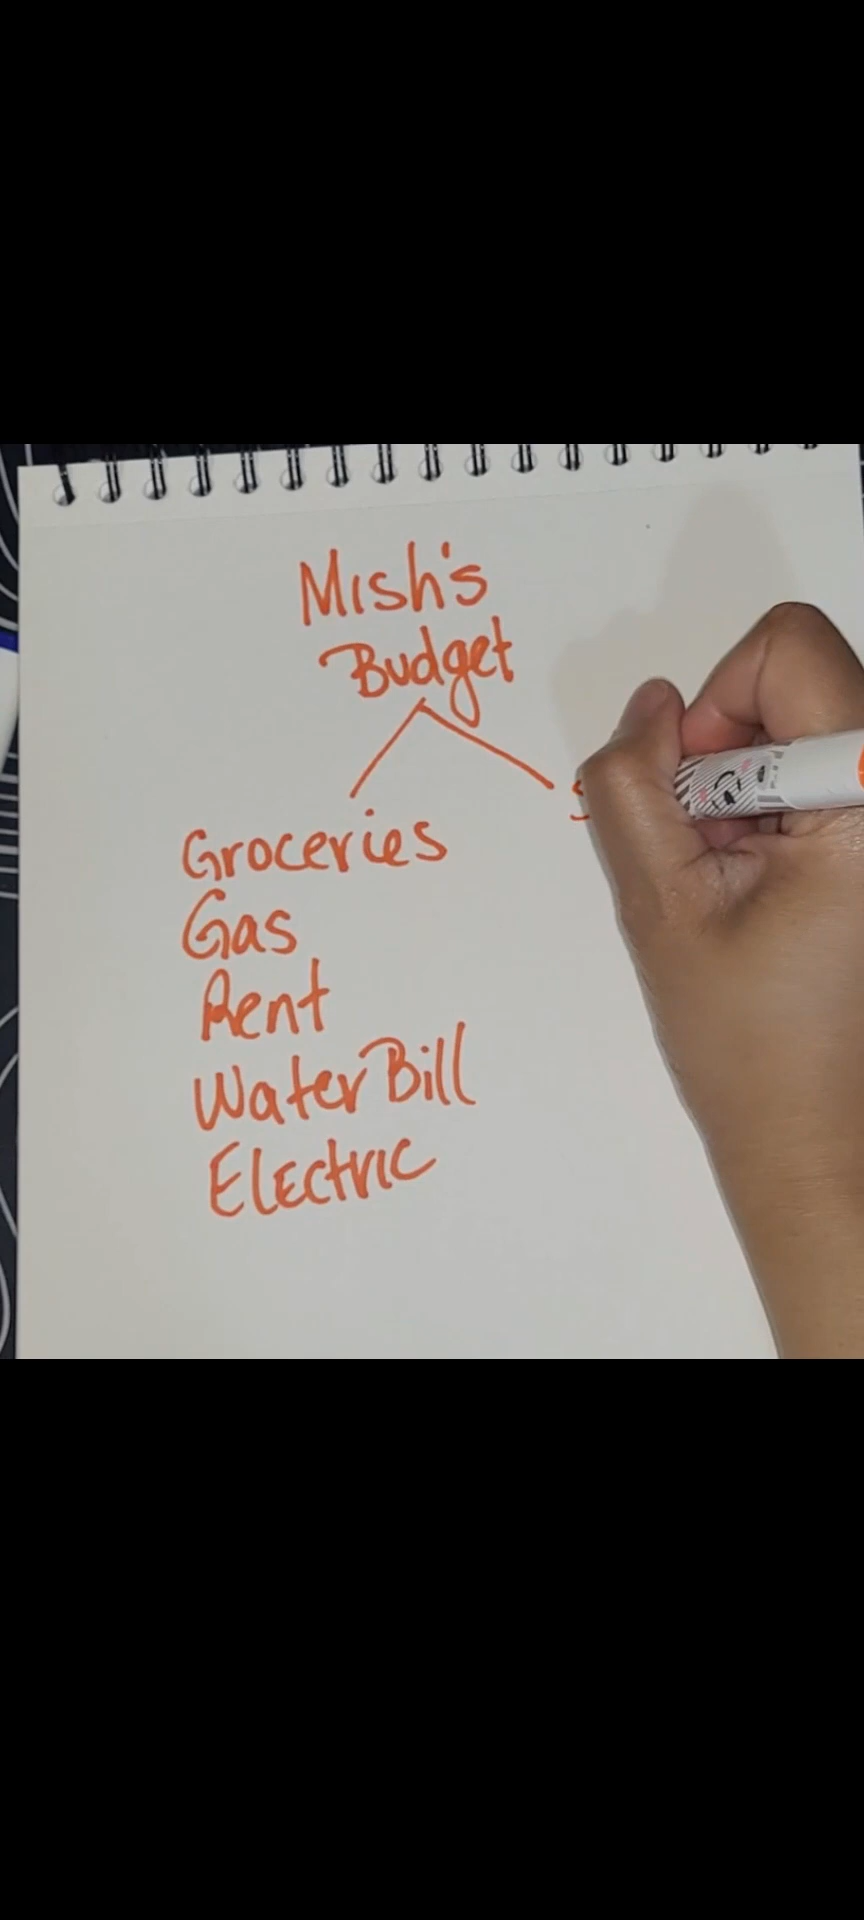 Mish's
Budget
Groceries
Gas
Rent
Water Bill
Electric